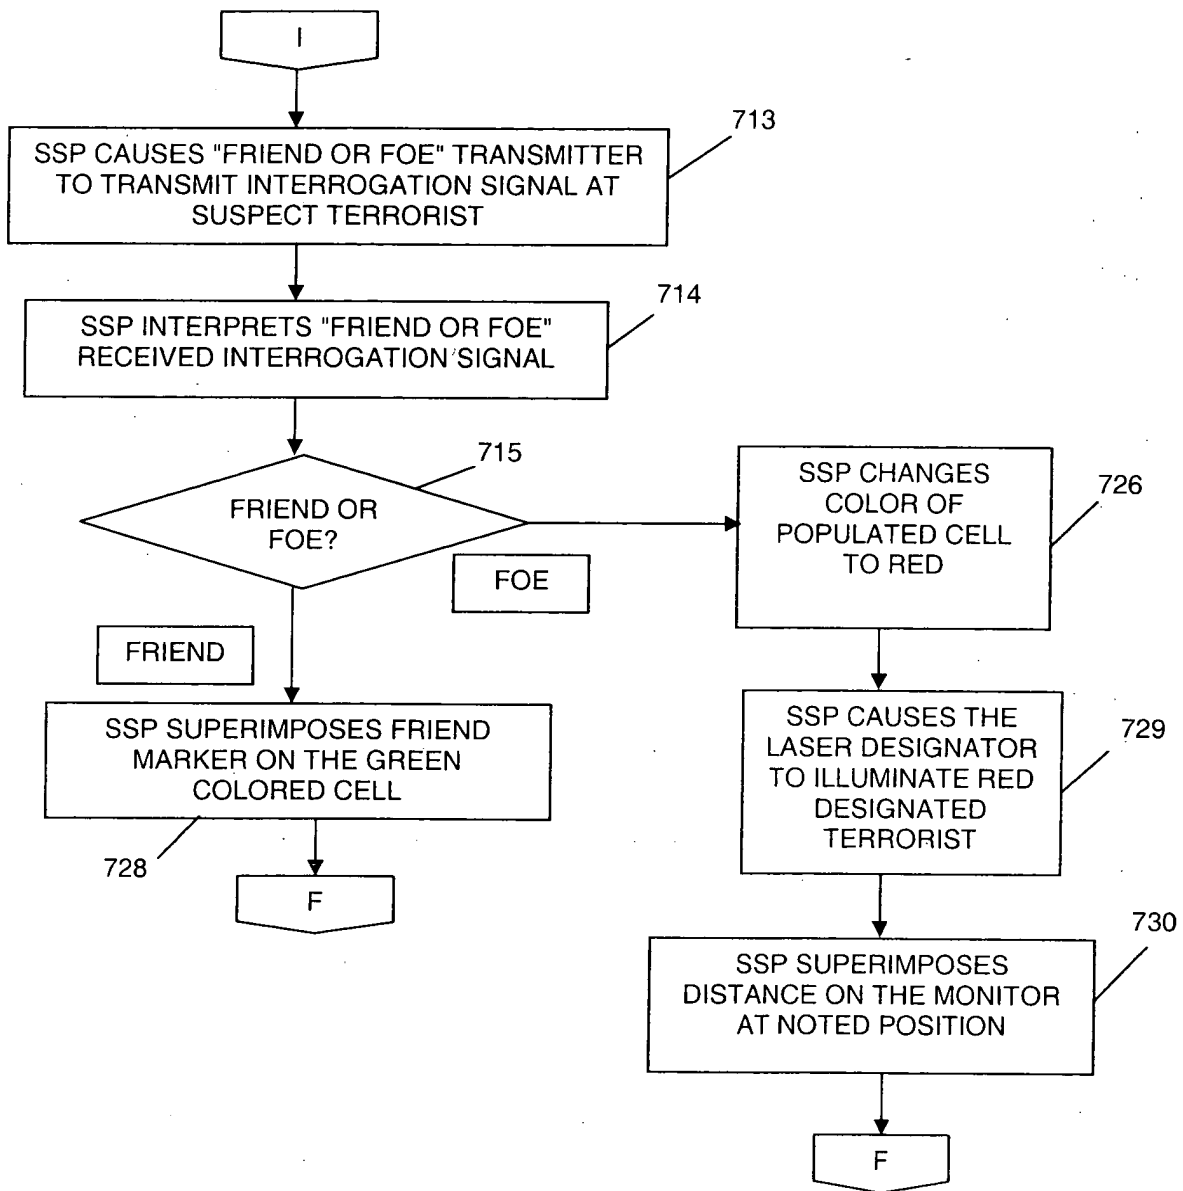 I
713
SSP CAUSES "FRIEND OR FOE" TRANSMITTER
TO TRANSMIT INTERROGATION SIGNAL AT
SUSPECT TERRORIST
714
SSP INTERPRETS "FRIEND OR FOE"
RECEIVED INTERROGATION SIGNAL
715
FRIEND OR
FOE?
FOE
FRIEND
SSP SUPERIMPOSES FRIEND
MARKER ON THE GREEN
COLORED CELL
728
F
726
SSP CHANGES
COLOR OF
POPULATED CELL
TO RED
729
SSP CAUSES THE
LASER DESIGNATOR
TO ILLUMINATE RED
DESIGNATED
TERRORIST
730
SSP SUPERIMPOSES
DISTANCE ON THE MONITOR
AT NOTED POSITION
F